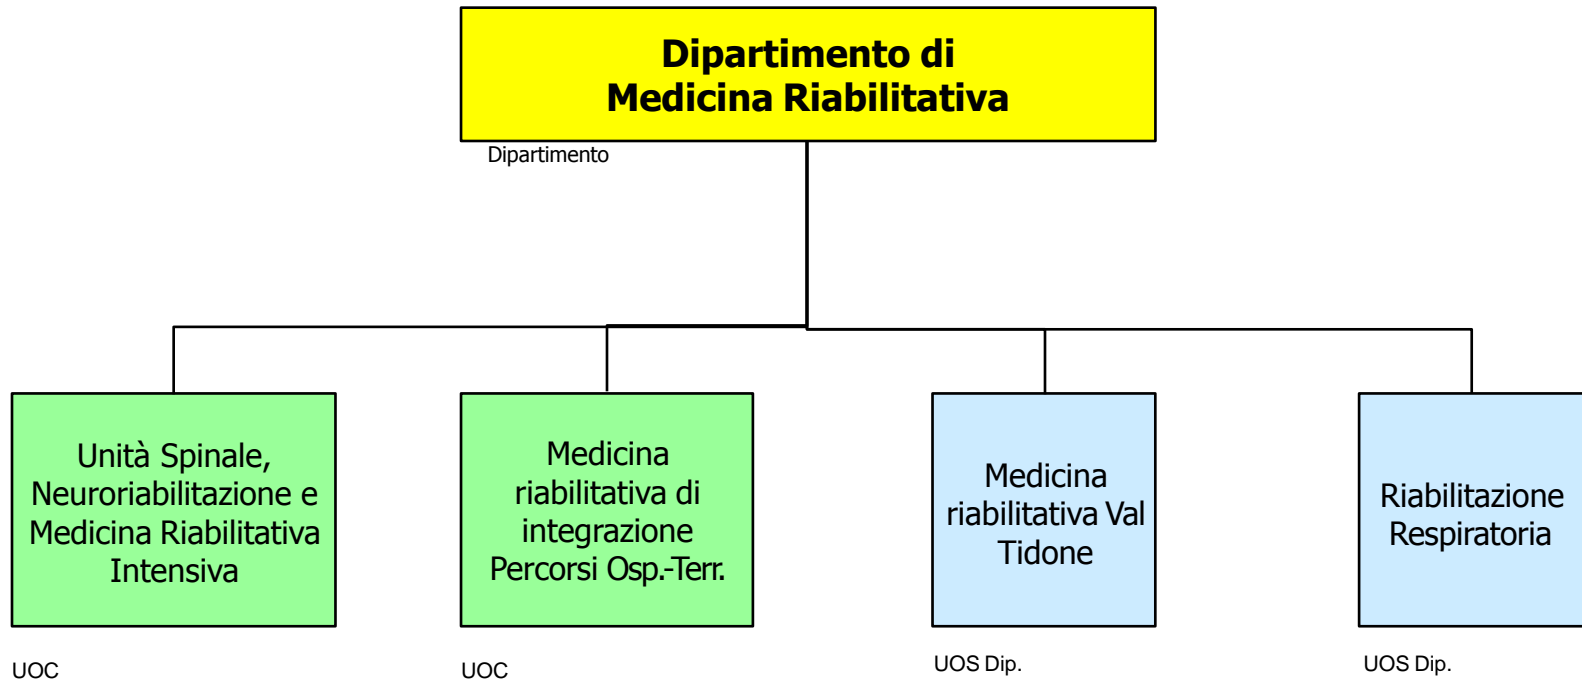 Dipartimento di
Medicina Riabilitativa
Dipartimento
Unità Spinale,
Neuroriabilitazione e
Medicina Riabilitativa
Intensiva
UOC
Medicina
riabilitativa di
integrazione
Percorsi Osp.-Terr.
UOC
Medicina
riabilitativa Val
Tidone
UOS Dip.
Riabilitazione
Respiratoria
UOS Dip.